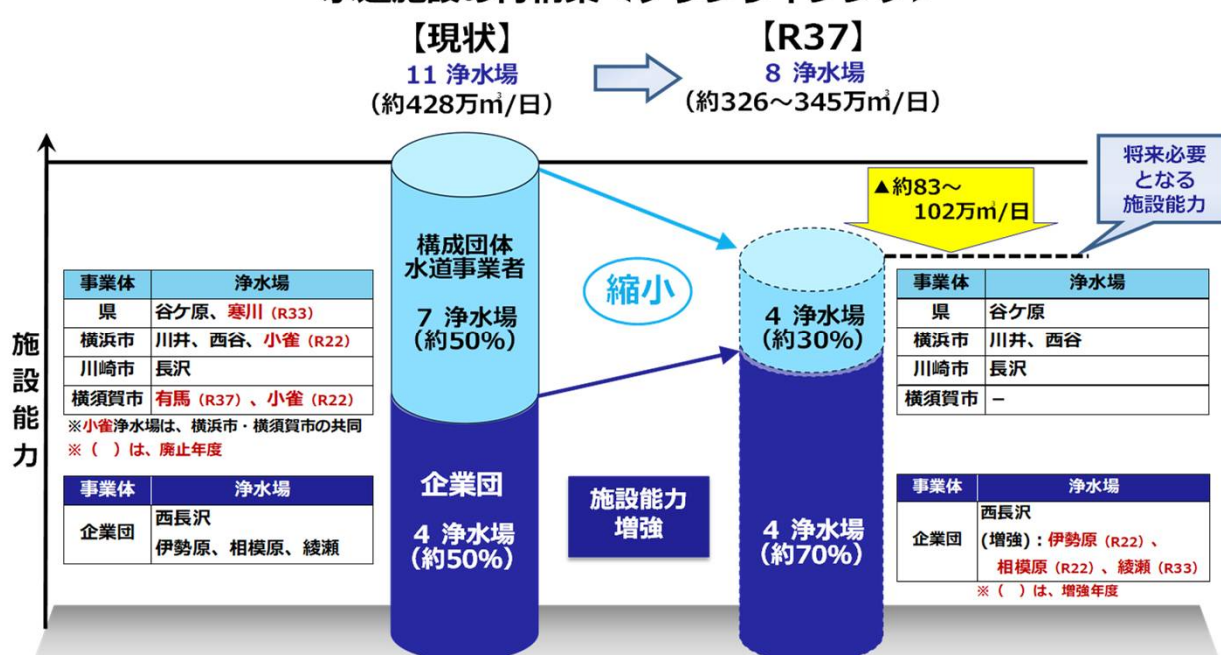 【現状】
11 浄水場
（約428万㎥/日）
【R37】
8 浄水場
（約326～345万㎥/日）
将来必要
となる
施設能力
▲約83～
102万㎥/日
施設能力
構成団体
水道事業者
7 浄水場
（約50%）
縮小
4 浄水場
（約30%）
事業体 浄水場
県 谷ケ原、寒川（R33）
横浜市 川井、西谷、小雀（R22）
川崎市 長沢
横須賀市 有馬（R37）、小雀（R22）
※小雀浄水場は、横浜市・横須賀市の共同
※（　）は、廃止年度
事業体 浄水場
県 谷ケ原
横浜市 川井、西谷
川崎市 長沢
横須賀市 －
事業体 浄水場
企業団 西長沢
伊勢原、相模原、綾瀬
企業団
4 浄水場
（約50%）
施設能力
増強
4 浄水場
（約70%）
事業体 浄水場
企業団 西長沢
(増強)：伊勢原（R22）、
相模原（R22）、綾瀬（R33）
※（　）は、増強年度